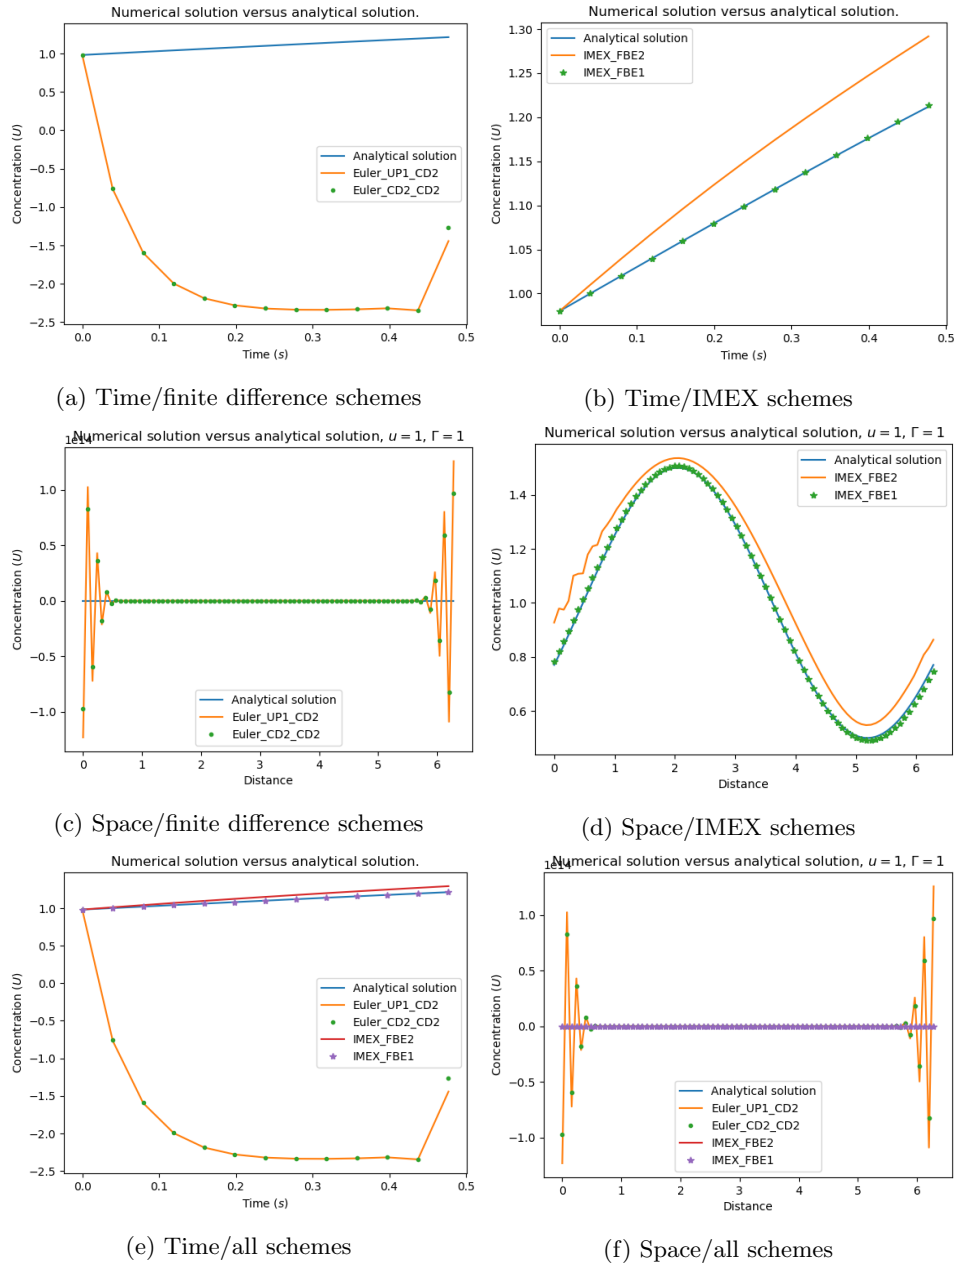 Numerical solution versus analytical solution.
Concentration (U)
1.0
0.5
0.0
−0.5
−1.0
−1.5
−2.0
−2.5
Analytical solution
Euler_UP1_CD2
Euler_CD2_CD2
0.0 0.1 0.2 0.3 0.4 0.5
Time (s)
(a) Time/finite difference schemes
Numerical solution versus analytical solution.
Concentration (U)
1.30
1.25
1.20
1.15
1.10
1.05
1.00
Analytical solution
IMEX_FBE2
IMEX_FBE1
0.0 0.1 0.2 0.3 0.4 0.5
Time (s)
(b) Time/IMEX schemes
Numerical solution versus analytical solution, u = 1, Γ = 1
1e14
Concentration (U)
1.0
0.5
0.0
−0.5
−1.0
Analytical solution
Euler_UP1_CD2
Euler_CD2_CD2
0 1 2 3 4 5 6
Distance
(c) Space/finite difference schemes
Numerical solution versus analytical solution, u = 1, Γ = 1
Concentration (U)
1.4
1.2
1.0
0.8
0.6
Analytical solution
IMEX_FBE2
IMEX_FBE1
0 1 2 3 4 5 6
Distance
(d) Space/IMEX schemes
Numerical solution versus analytical solution.
Concentration (U)
1.0
0.5
0.0
−0.5
−1.0
−1.5
−2.0
−2.5
Analytical solution
Euler_UP1_CD2
Euler_CD2_CD2
IMEX_FBE2
IMEX_FBE1
0.0 0.1 0.2 0.3 0.4 0.5
Time (s)
(e) Time/all schemes
Numerical solution versus analytical solution, u = 1, Γ = 1
1e14
Concentration (U)
1.0
0.5
0.0
−0.5
−1.0
Analytical solution
Euler_UP1_CD2
Euler_CD2_CD2
IMEX_FBE2
IMEX_FBE1
0 1 2 3 4 5 6
Distance
(f) Space/all schemes